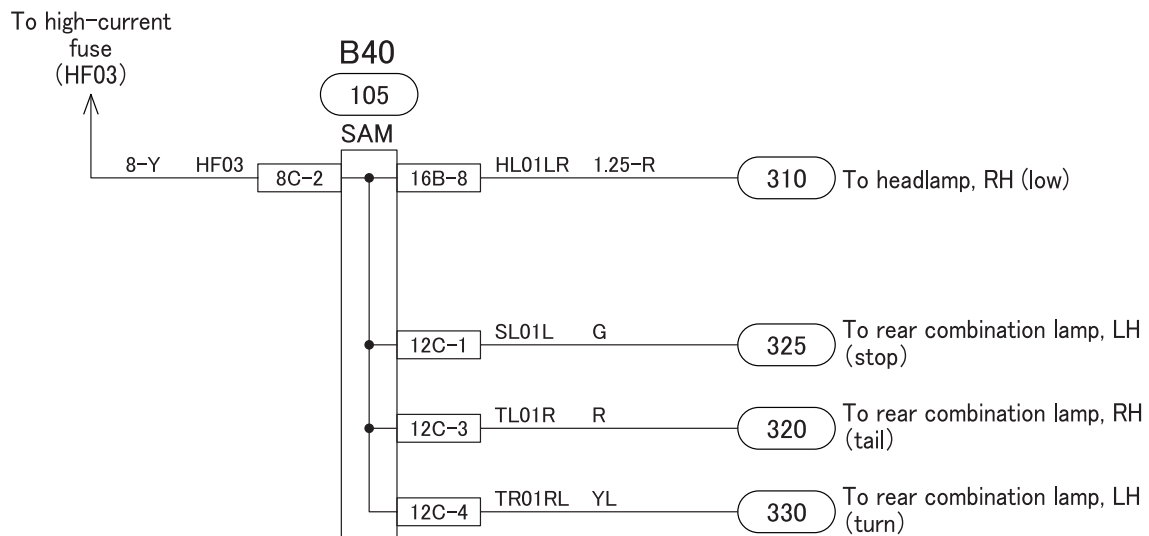 To high-current
fuse
(HF03)
B40
105
SAM
8-Y HF03 8C-2 16B-8 HL01LR 1.25-R 310 To headlamp, RH (low)
12C-1 SL01L G 325 To rear combination lamp, LH
(stop)
12C-3 TL01R R 320 To rear combination lamp, RH
(tail)
12C-4 TR01RL YL 330 To rear combination lamp, LH
(turn)